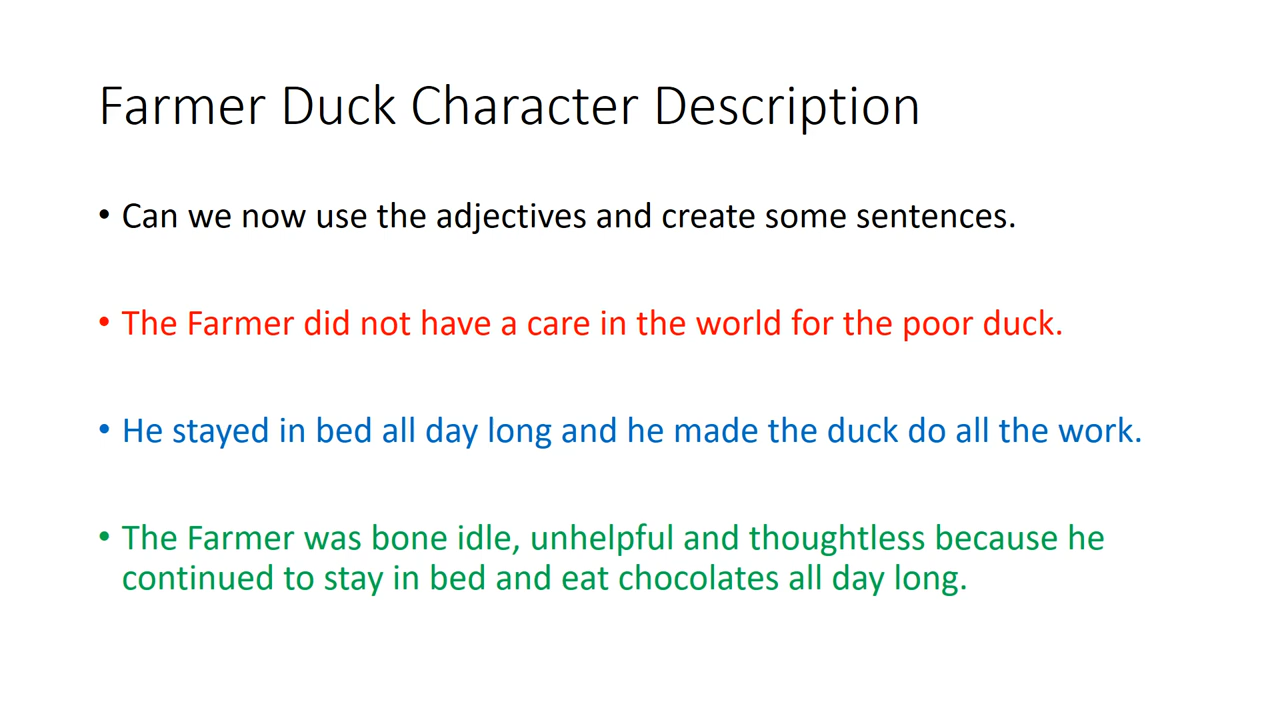 Farmer Duck Character Description
• Can we now use the adjectives and create some sentences.
• The Farmer did not have a care in the world for the poor duck.
• He stayed in bed all day long and he made the duck do all the work.
• The Farmer was bone idle, unhelpful and thoughtless because he
continued to stay in bed and eat chocolates all day long.